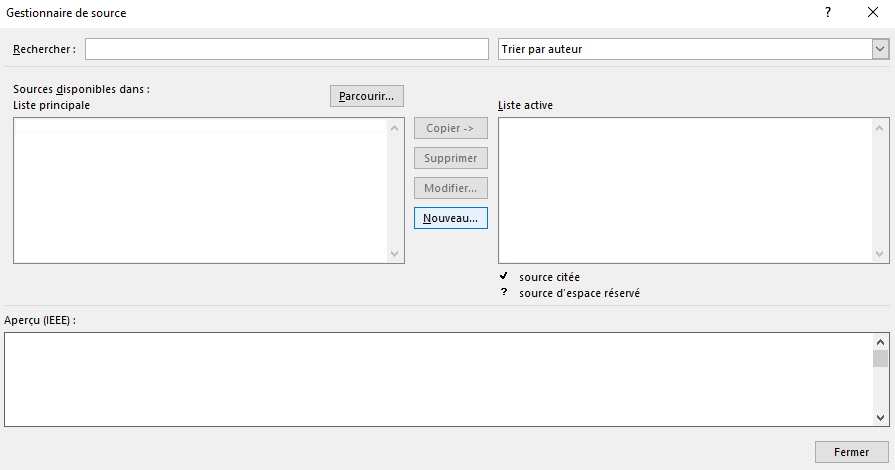 Gestionnaire de source
?
Rechercher :
Trier par auteur
Sources disponibles dans :
Parcourir...
Liste principale
Liste active
Copier ->
Supprimer
Modifier...
Nouveau...
source citée
? source d'espace réservé
Aperçu (IEEE) :
Fermer